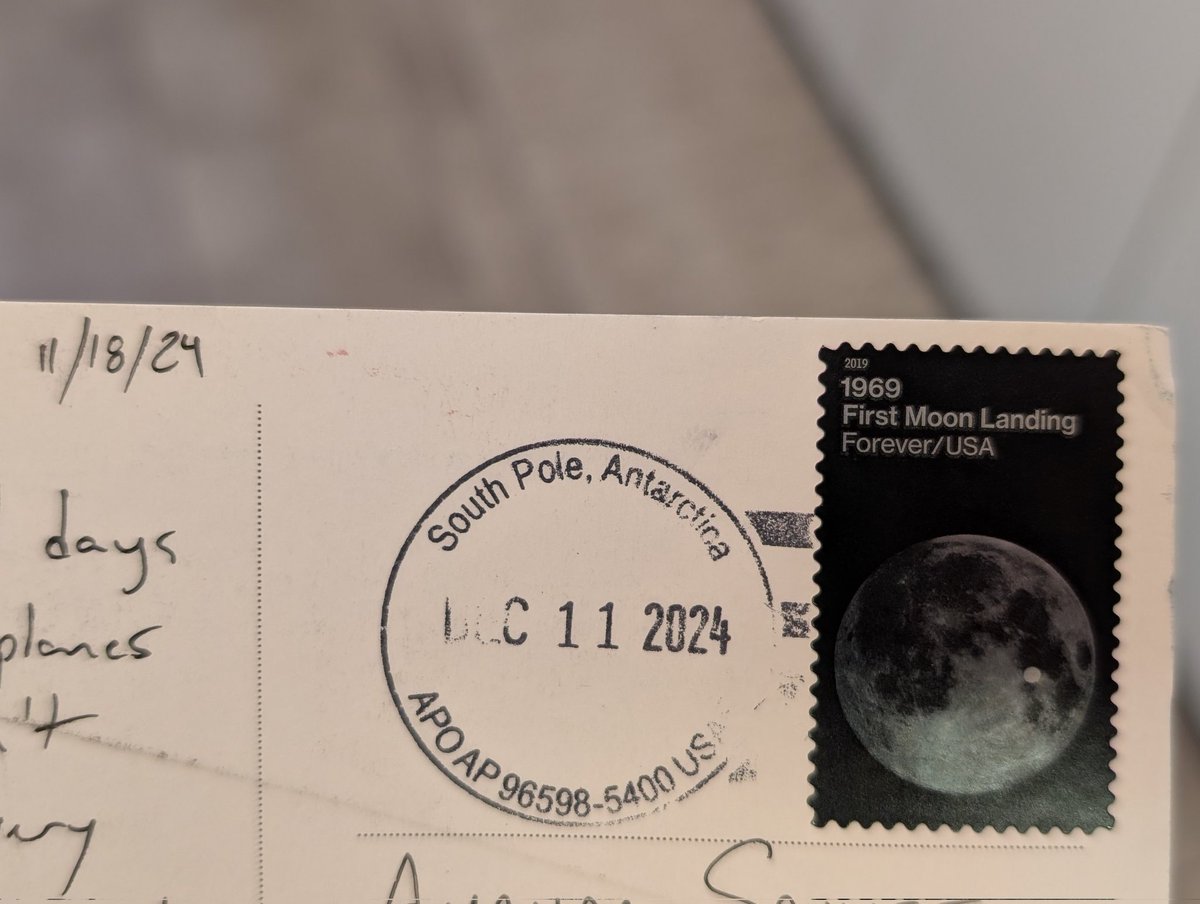 11/18/24
days
planes
South Pole, Antarctica
DEC 11 2024
APO AP 96598-5400 US
2019
1969
First Moon Landing
Forever/USA